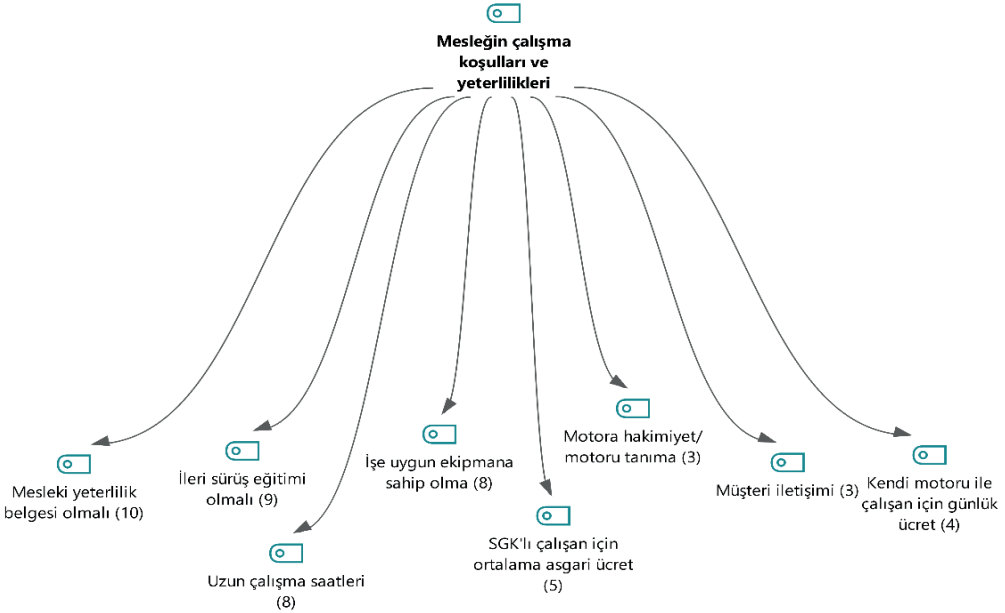 Mesleğin çalışma
koşulları ve
yeterlilikleri
Mesleki yeterlilik
belgesi olmalı (10)
İleri sürüş eğitimi
olmalı (9)
Uzun çalışma saatleri
(8)
İşe uygun ekipmana
sahip olma (8)
SGK'lı çalışan için
ortalama asgari ücret
(5)
Motora hakimiyet/
motoru tanıma (3)
Müşteri iletişimi (3)
Kendi motoru ile
çalışan için günlük
ücret (4)